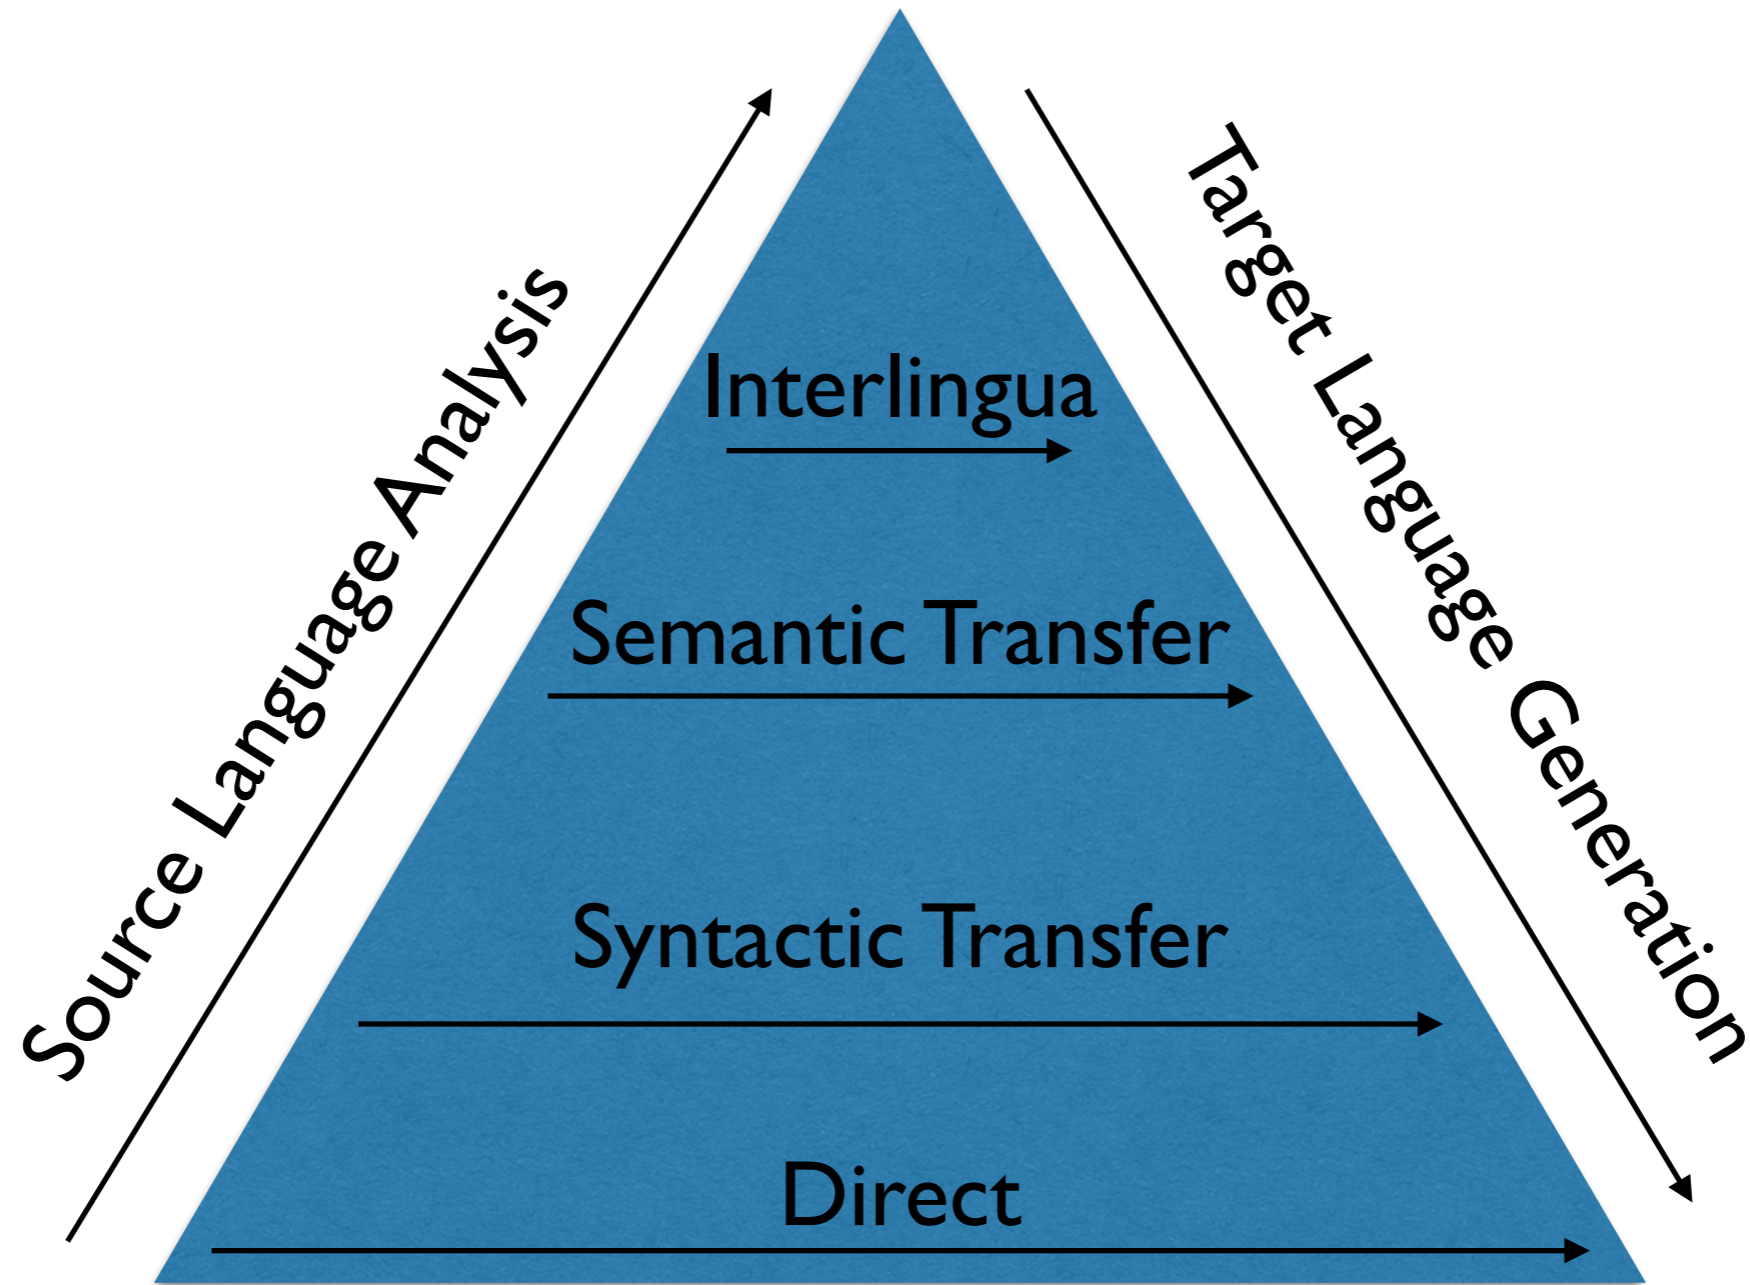 Source Language Analysis
Target Language Generation
Interlingua
Semantic Transfer
Syntactic Transfer
Direct